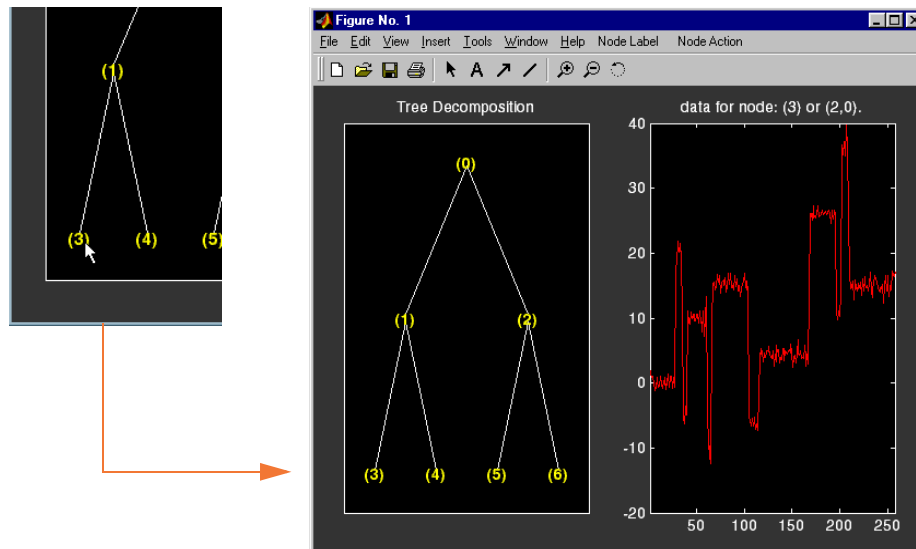 (1)
(3) (4) (5)
Figure No. 1
File Edit View Insert Tools Window Help Node Label Node Action
Tree Decomposition
(0)
(1) (2)
(3) (4) (5) (6)
data for node: (3) or (2,0).
40
30
20
10
0
-10
-20
50 100 150 200 250